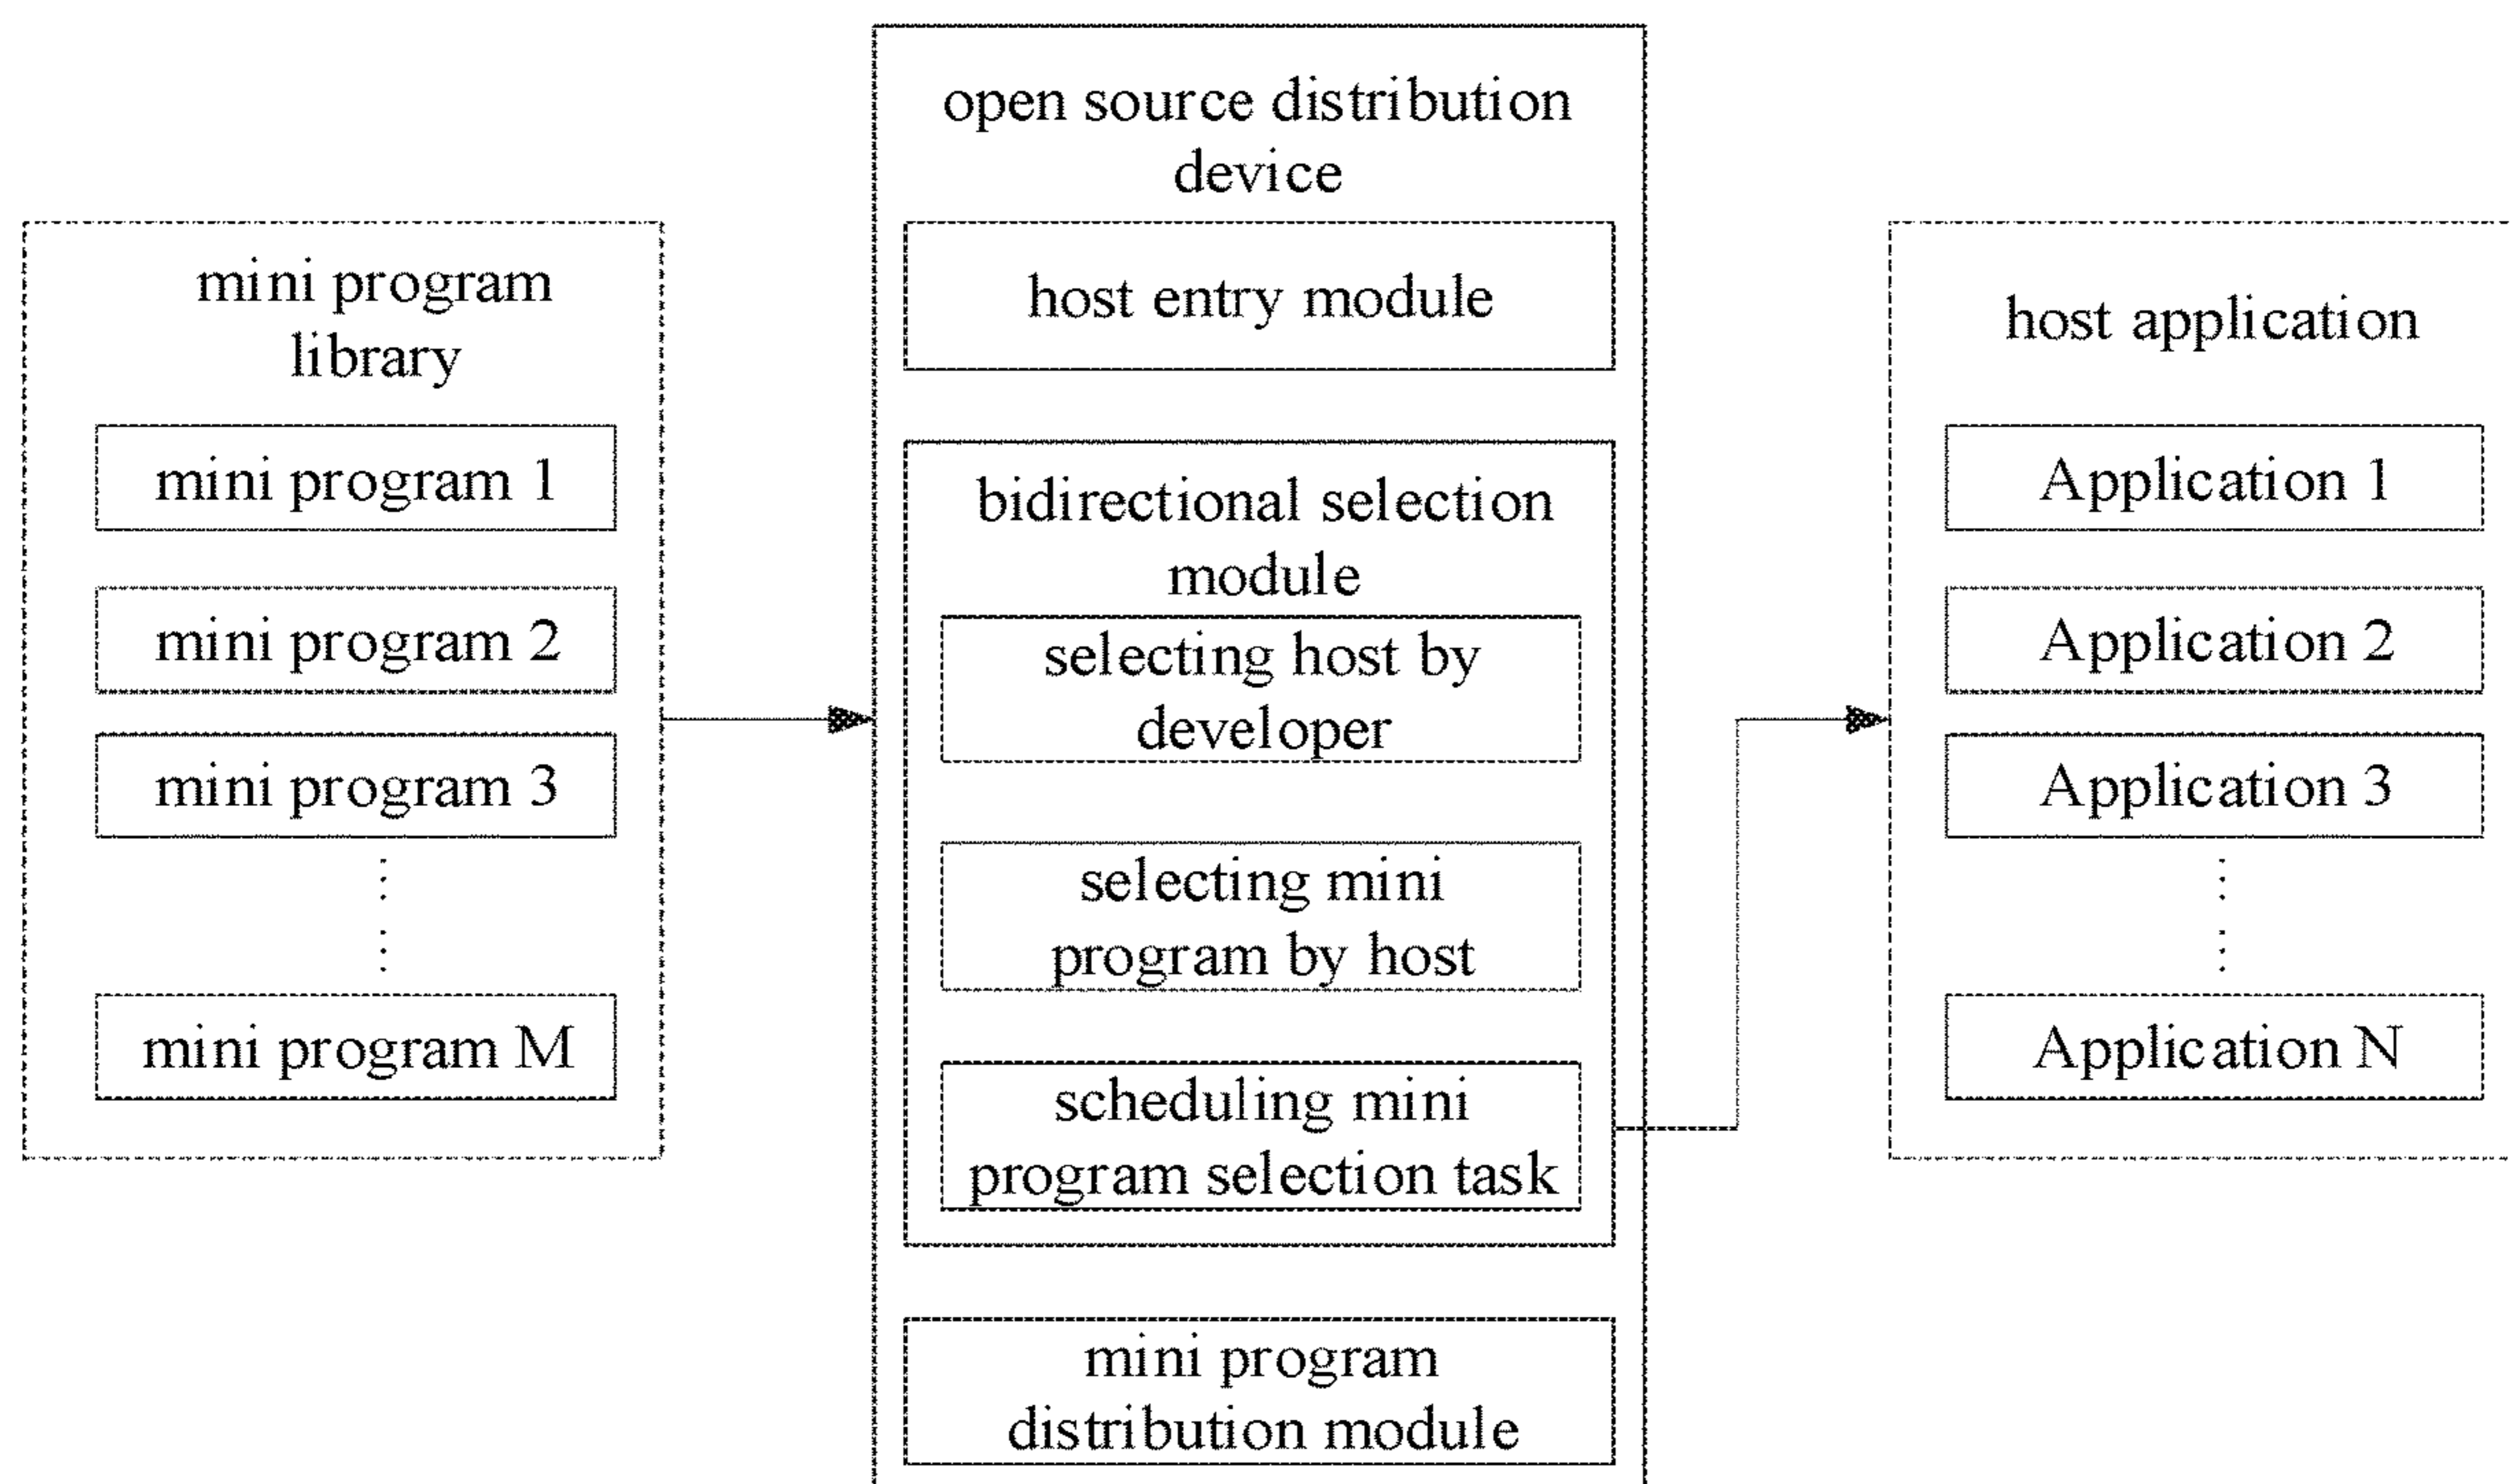 mini program
library
mini program 1
mini program 2
mini program 3
mini program M
open source distribution
device
host entry module
bidirectional selection
module
selecting host by
developer
selecting mini
program by host
scheduling mini
program selection task
mini program
distribution module
host application
Application 1
Application 2
Application 3
Application N